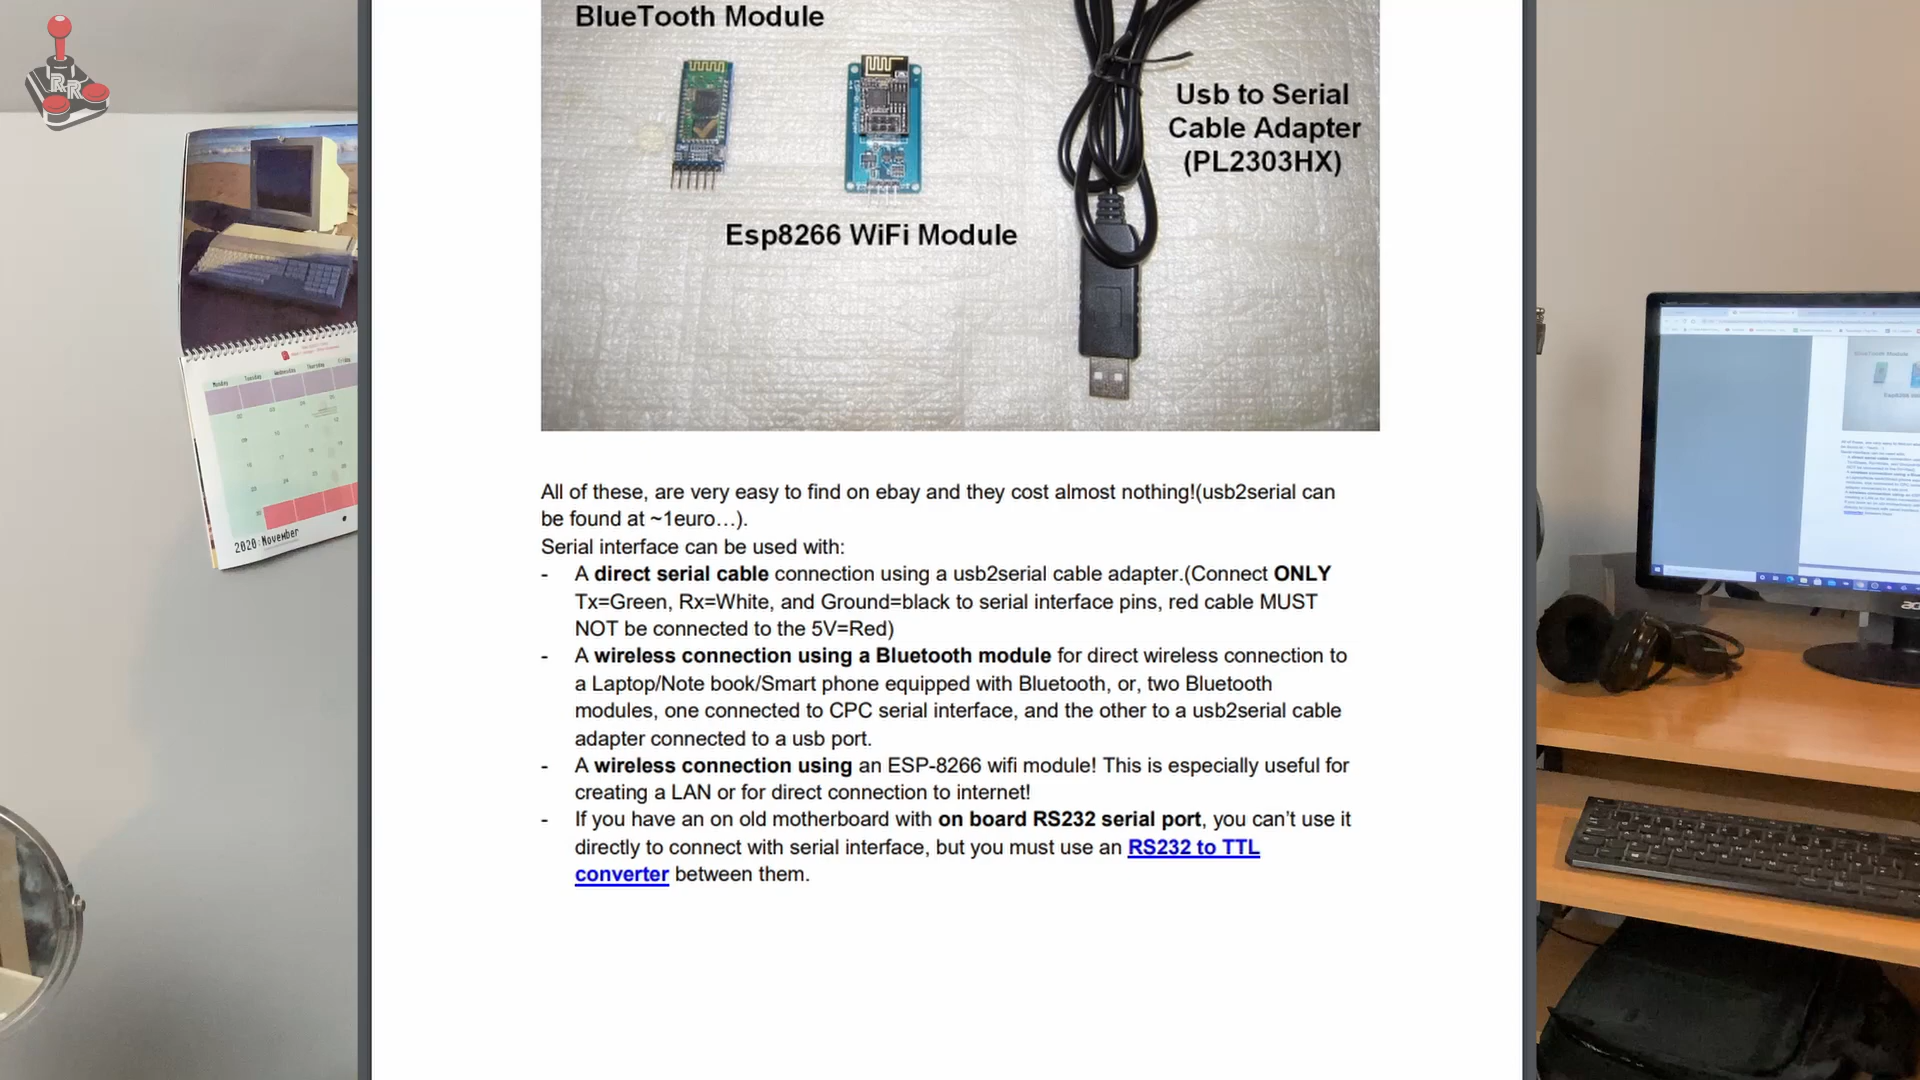 BlueTooth Module
Usb to Serial
Cable Adapter
(PL2303HX)
Esp8266 WiFi Module
All of these, are very easy to find on ebay and they cost almost nothing!(usb2serial can
be found at ~1euro…).
Serial interface can be used with:
- A direct serial cable connection using a usb2serial cable adapter.(Connect ONLY
Tx=Green, Rx=White, and Ground=black to serial interface pins, red cable MUST
NOT be connected to the 5V=Red)
- A wireless connection using a Bluetooth module for direct wireless connection to
a Laptop/Note book/Smart phone equipped with Bluetooth, or, two Bluetooth
modules, one connected to CPC serial interface, and the other to a usb2serial cable
adapter connected to a usb port.
- A wireless connection using an ESP-8266 wifi module! This is especially useful for
creating a LAN or for direct connection to internet!
- If you have an on old motherboard with on board RS232 serial port, you can’t use it
directly to connect with serial interface, but you must use an RS232 to TTL
converter between them.
RR
Monday Tuesday Wednesday Thursday Friday
2020:November